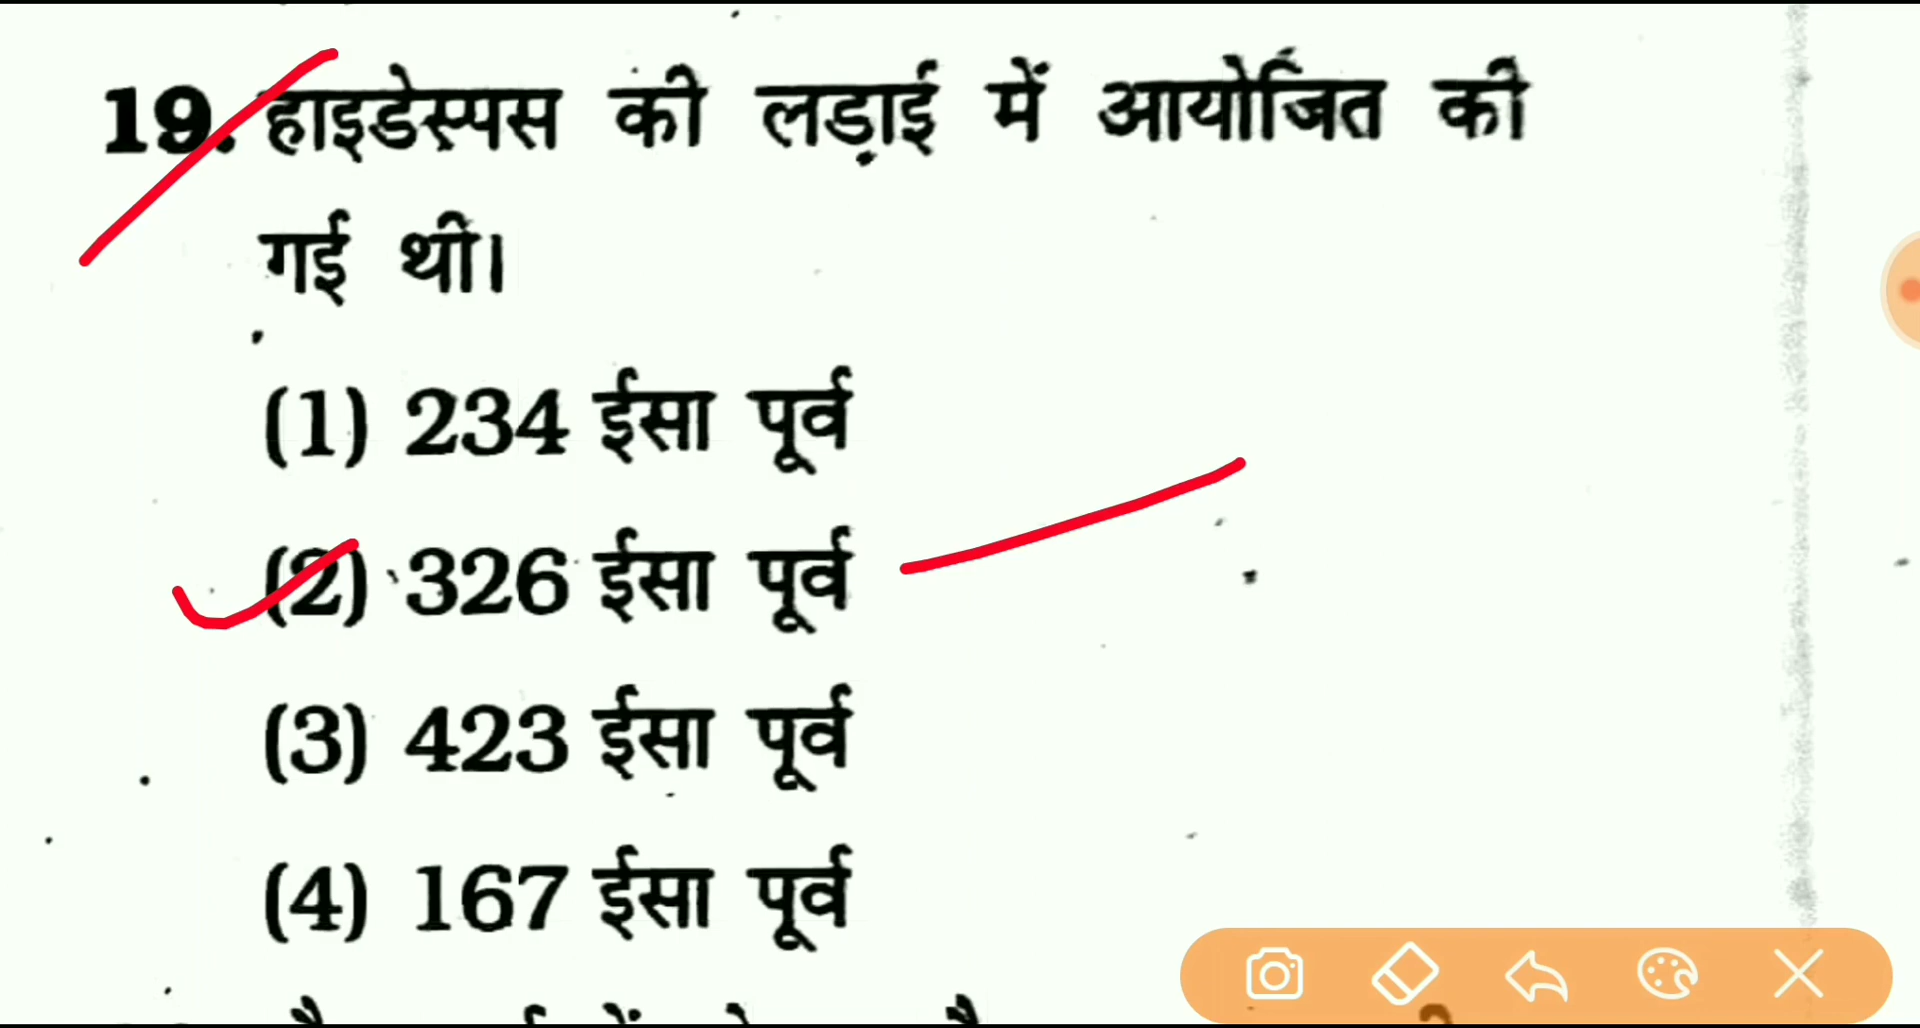 19. हाइडेस्पस की लड़ाई में आयोजित की
गई थी।
(1) 234 ईसा पूर्व
(2) 326 ईसा पूर्व
(3) 423 ईसा पूर्व
(4) 167 ईसा पूर्व